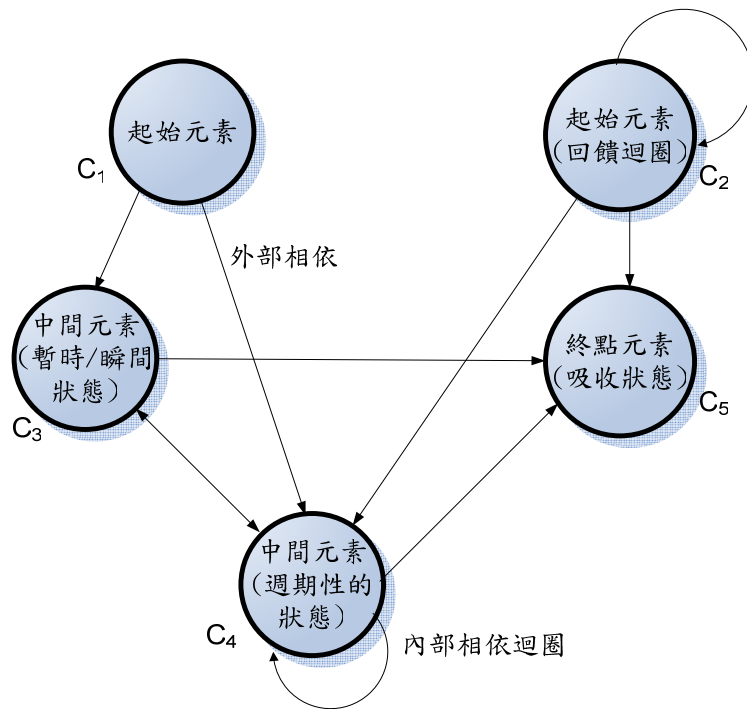 起始元素
C₁
起始元素
(回饋迴圈)
C₂
外部相依
中間元素
(暫時/瞬間
狀態)
C₃
終點元素
(吸收狀態)
C₅
中間元素
(週期性的
狀態)
C₄
內部相依迴圈